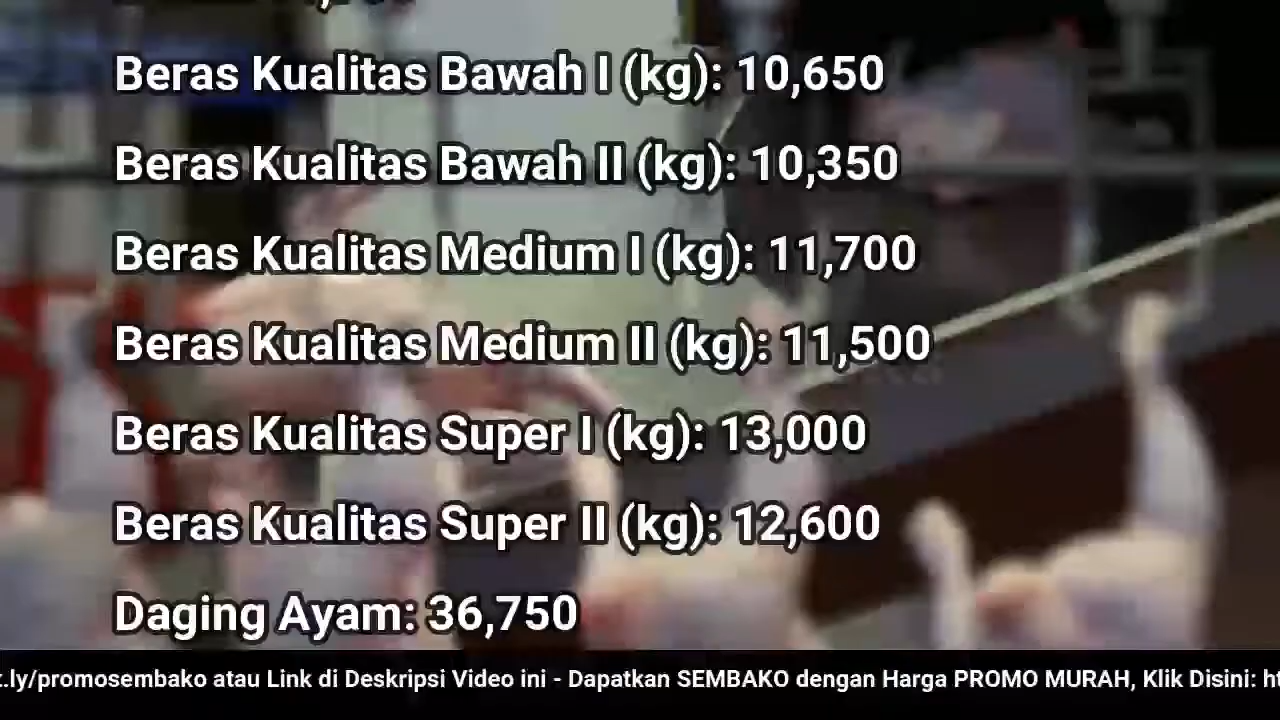 Beras Kualitas Bawah I (kg): 10,650
Beras Kualitas Bawah II (kg): 10,350
Beras Kualitas Medium I (kg): 11,700
Beras Kualitas Medium II (kg): 11,500
Beras Kualitas Super I (kg): 13,000
Beras Kualitas Super II (kg): 12,600
Daging Ayam: 36,750
t.ly/promosembako atau Link di Deskripsi Video ini - Dapatkan SEMBAKO dengan Harga PROMO MURAH, Klik Disini: ht